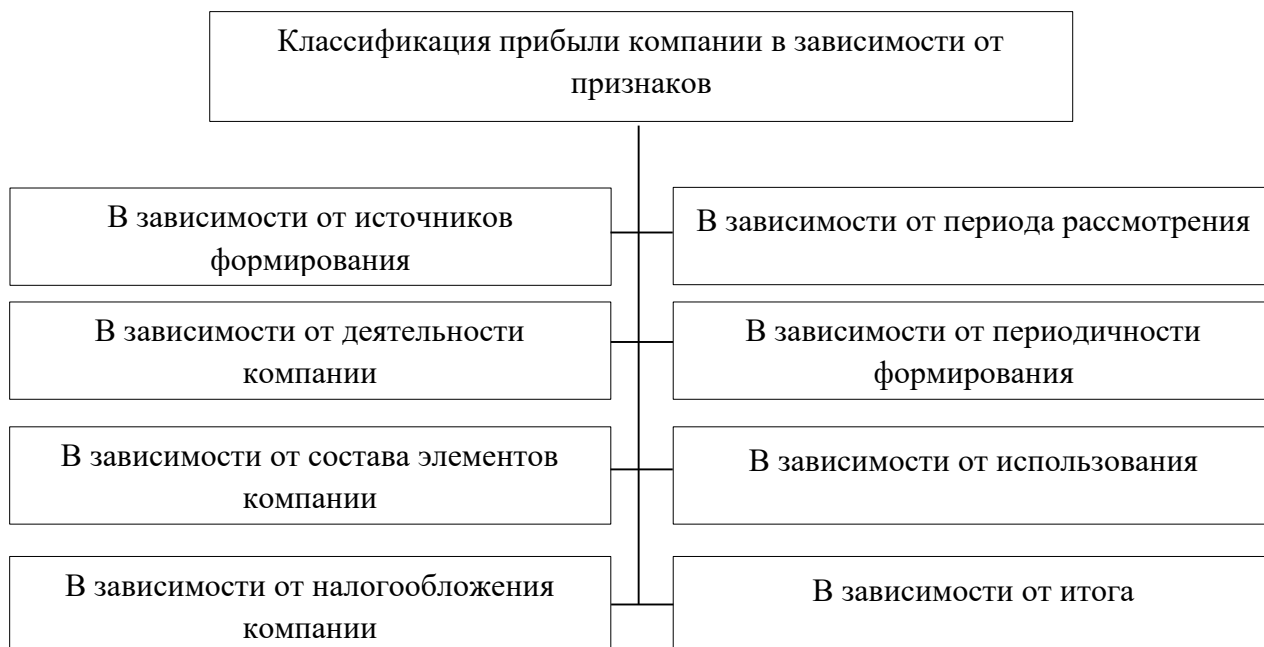 Классификация прибыли компании в зависимости от
признаков
В зависимости от источников
формирования
В зависимости от периода рассмотрения
В зависимости от деятельности
компании
В зависимости от периодичности
формирования
В зависимости от состава элементов
компании
В зависимости от использования
В зависимости от налогообложения
компании
В зависимости от итога